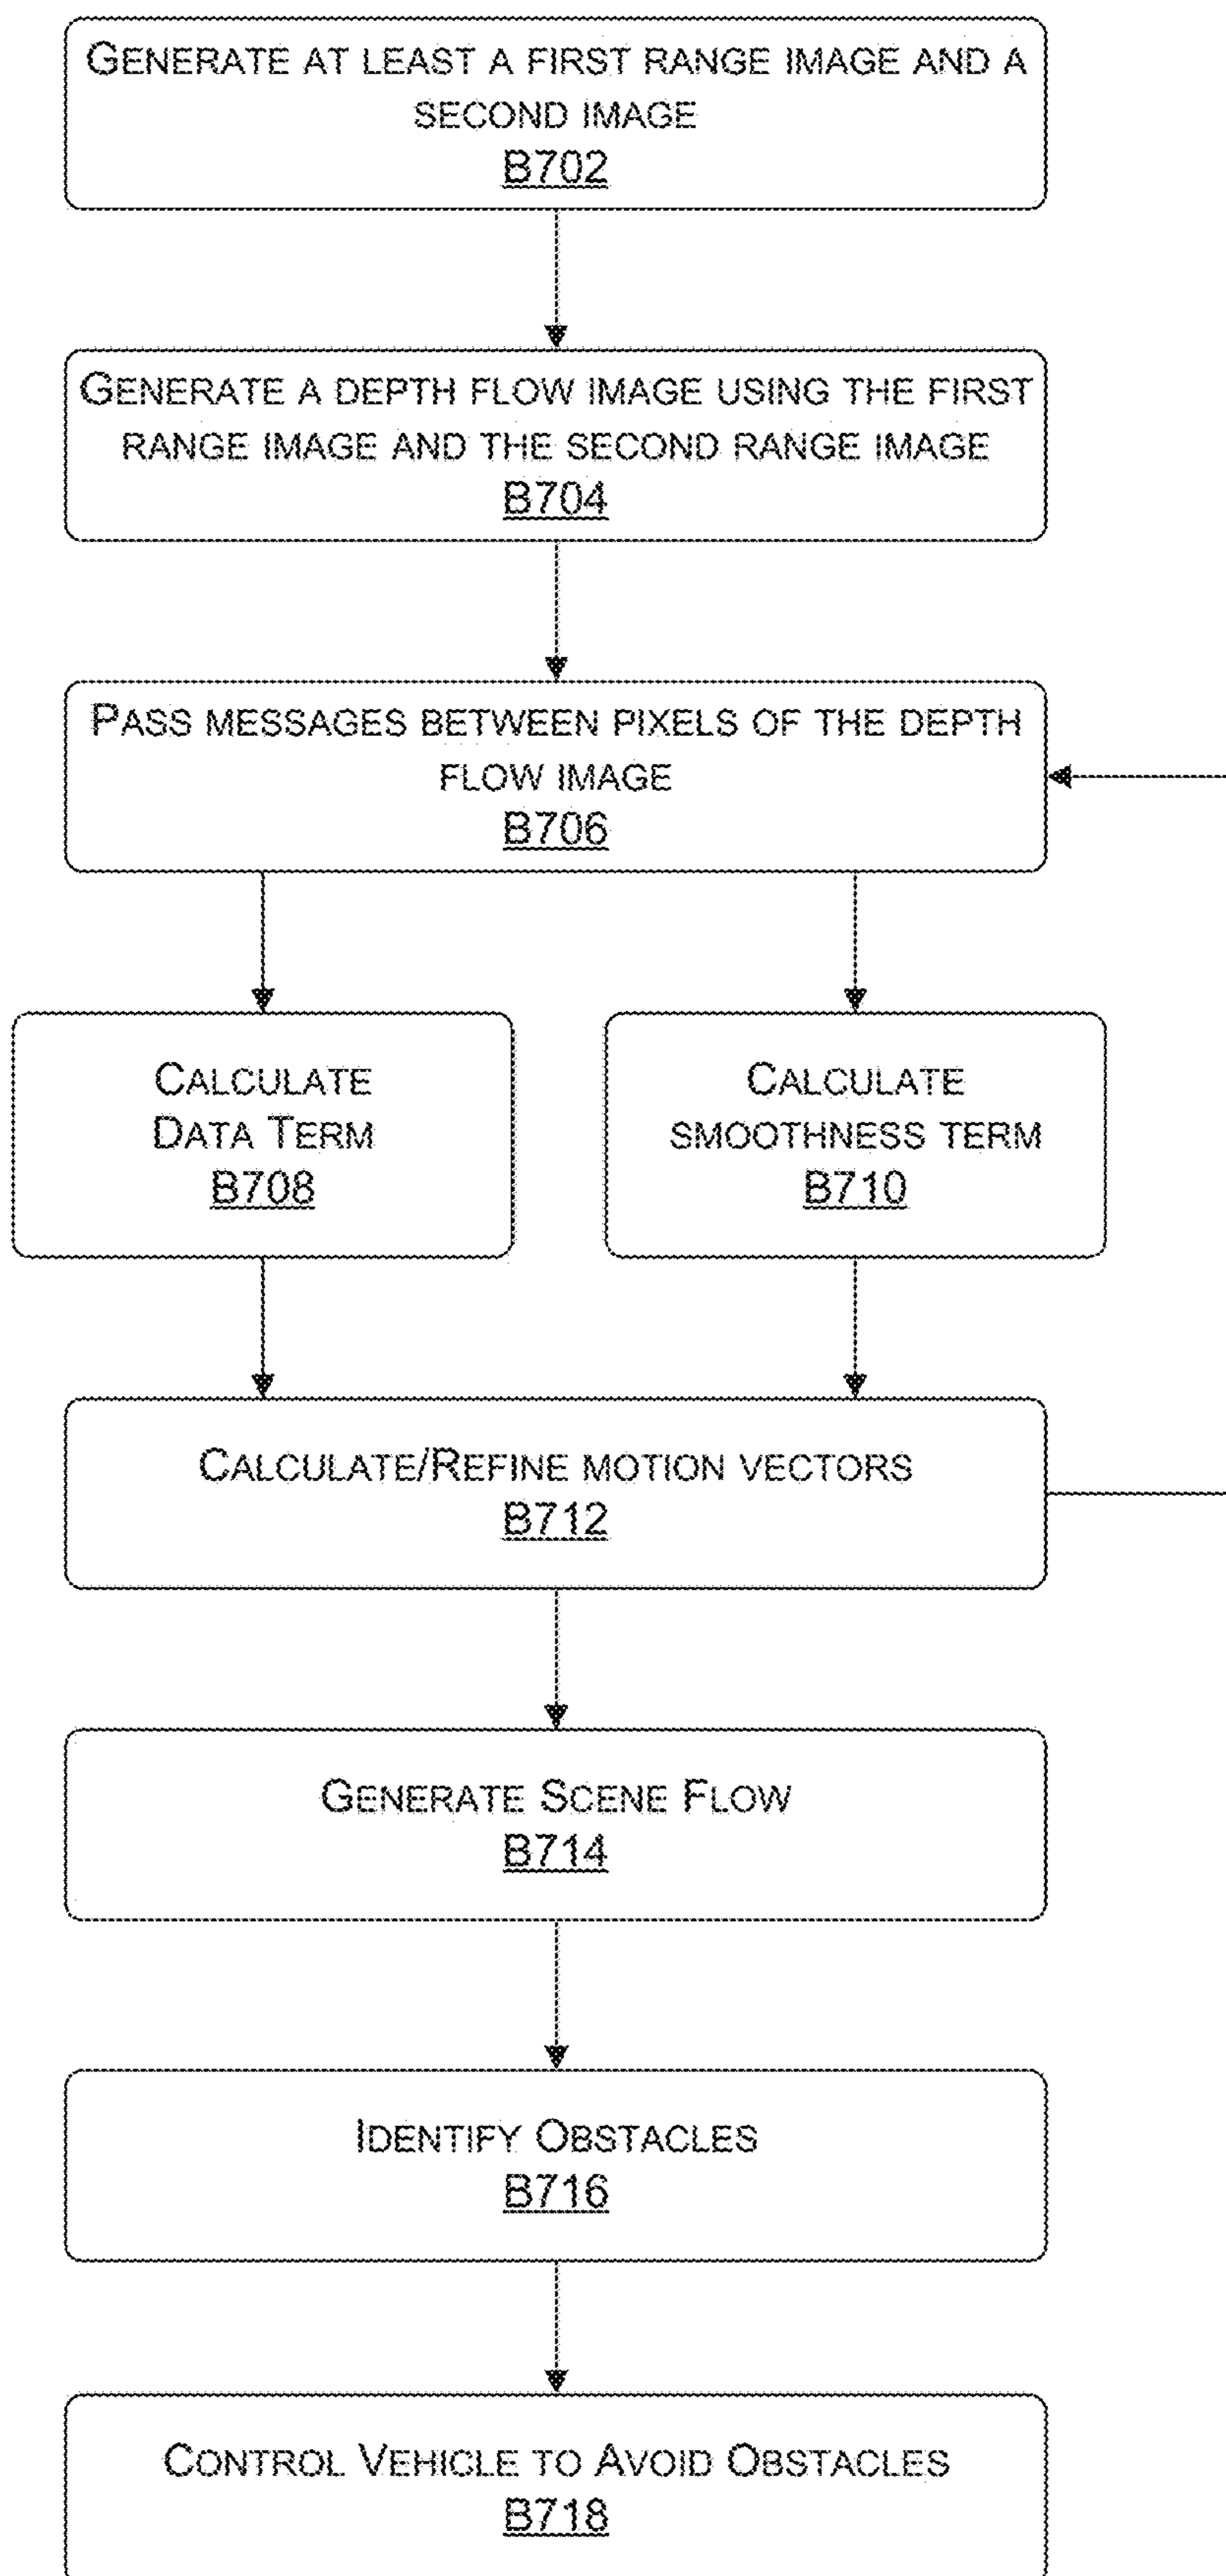 GENERATE AT LEAST A FIRST RANGE IMAGE AND A
SECOND IMAGE
B702
GENERATE A DEPTH FLOW IMAGE USING THE FIRST
RANGE IMAGE AND THE SECOND RANGE IMAGE
B704
PASS MESSAGES BETWEEN PIXELS OF THE DEPTH
FLOW IMAGE
B706
CALCULATE
DATA TERM
B708
CALCULATE
SMOOTHNESS TERM
B710
CALCULATE/REFINE MOTION VECTORS
B712
GENERATE SCENE FLOW
B714
IDENTIFY OBSTACLES
B716
CONTROL VEHICLE TO AVOID OBSTACLES
B718